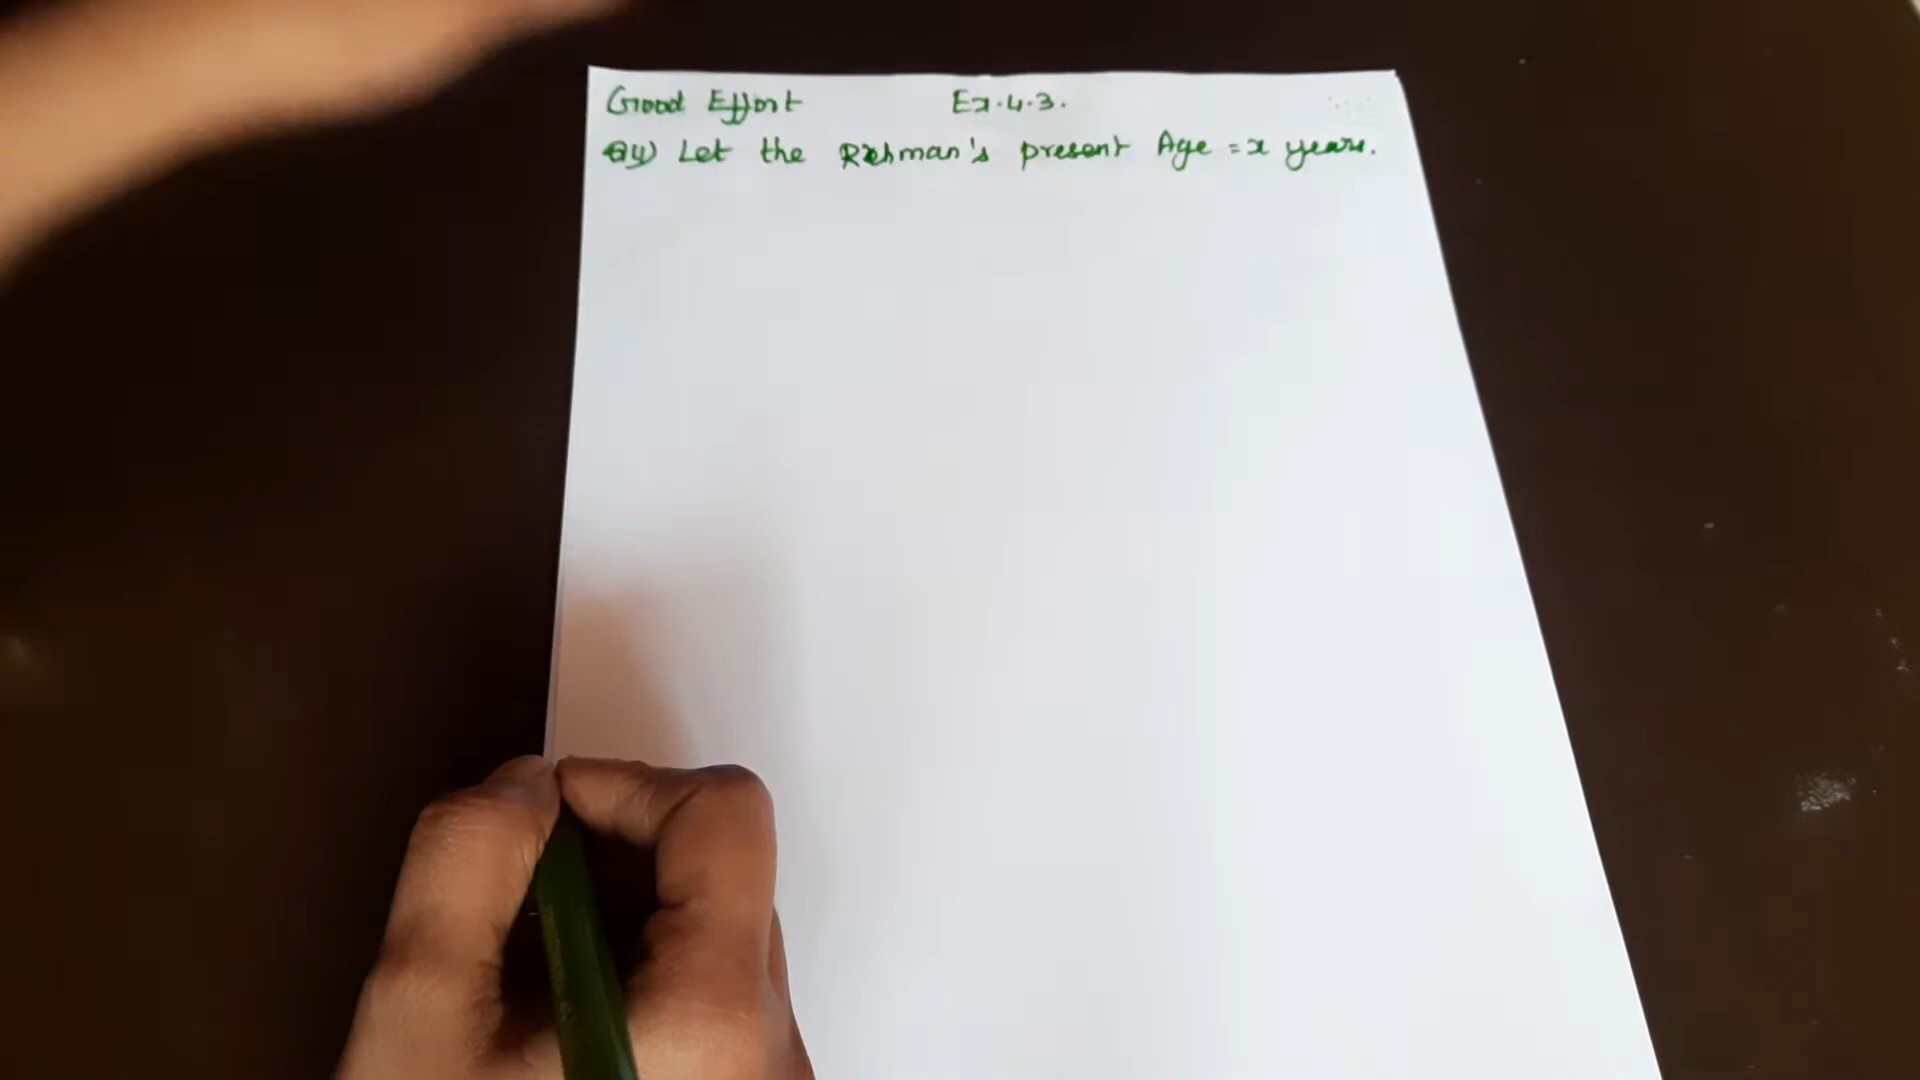 Good Effort Ex.4.3.
Q4) Let the Rehman's present Age = x years.